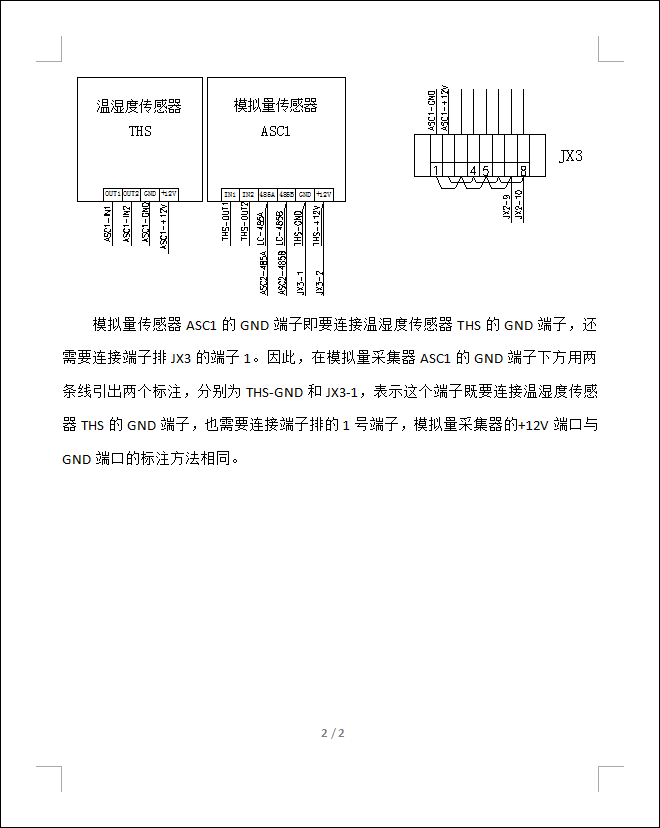 温湿度传感器
THS
模拟量传感器
ASC1
OUT1 OUT2 GND +12V
IN1 IN2 485A 485B GND +12V
ASC1-IN1
ASC1-IN2
ASC1-GND
ASC1-+12V
THS-OUT1
THS-OUT2
LC-485A
ASC2-485A
LC-485B
ASC2-485B
THS-GND
JX3-1
THS-+12V
JX3-2
ASC1-GND
ASC1-+12V
1 4 5 8
JX3
JX2-9
JX2-10
模拟量传感器 ASC1 的 GND 端子即要连接温湿度传感器 THS 的 GND 端子，还
需要连接端子排 JX3 的端子 1。因此，在模拟量采集器 ASC1 的 GND 端子下方用两
条线引出两个标注，分别为 THS-GND 和 JX3-1，表示这个端子既要连接温湿度传感
器 THS 的 GND 端子，也需要连接端子排的 1 号端子，模拟量采集器的+12V 端口与
GND 端口的标注方法相同。
2 / 2